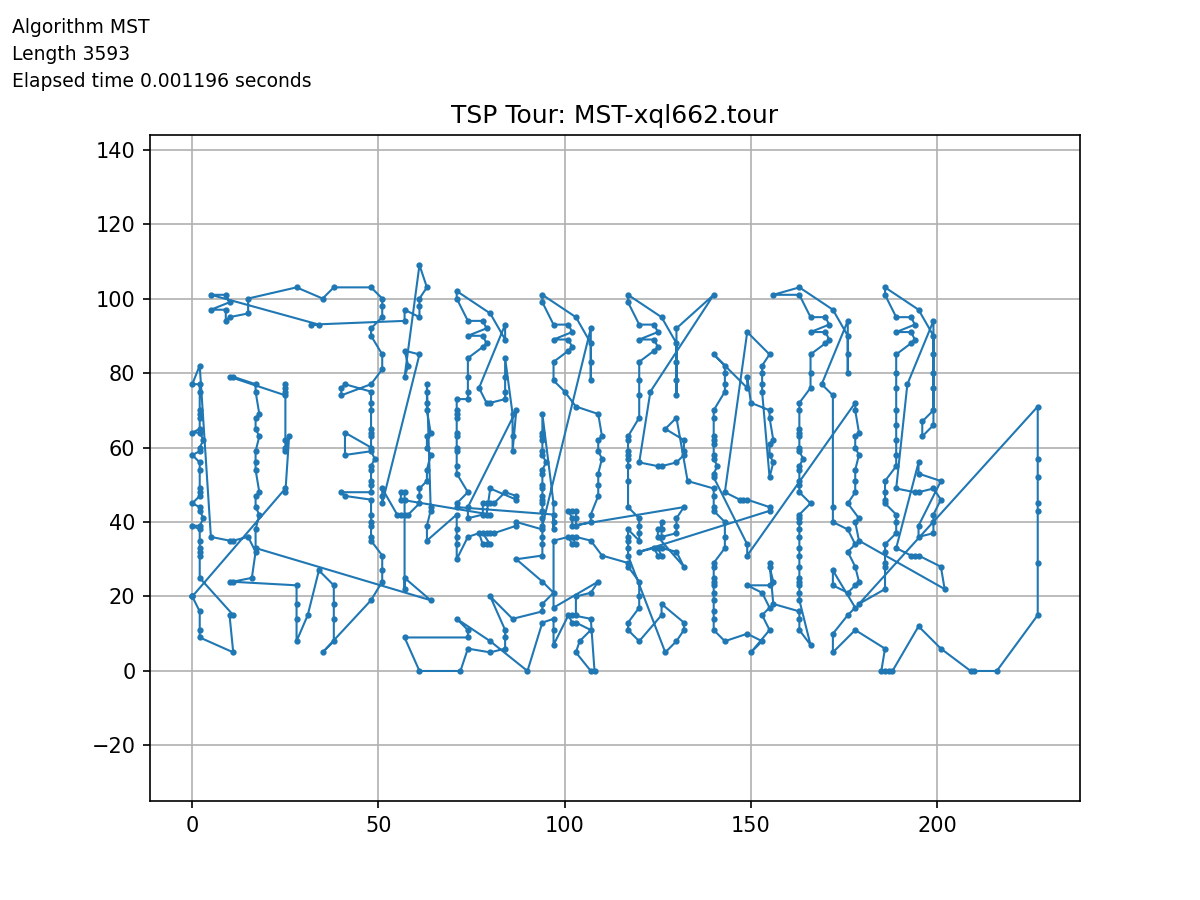 Algorithm MST
Length 3593
Elapsed time 0.001196 seconds
TSP Tour: MST-xql662.tour
140
120
100
80
60
40
20
0
−20
0 50 100 150 200